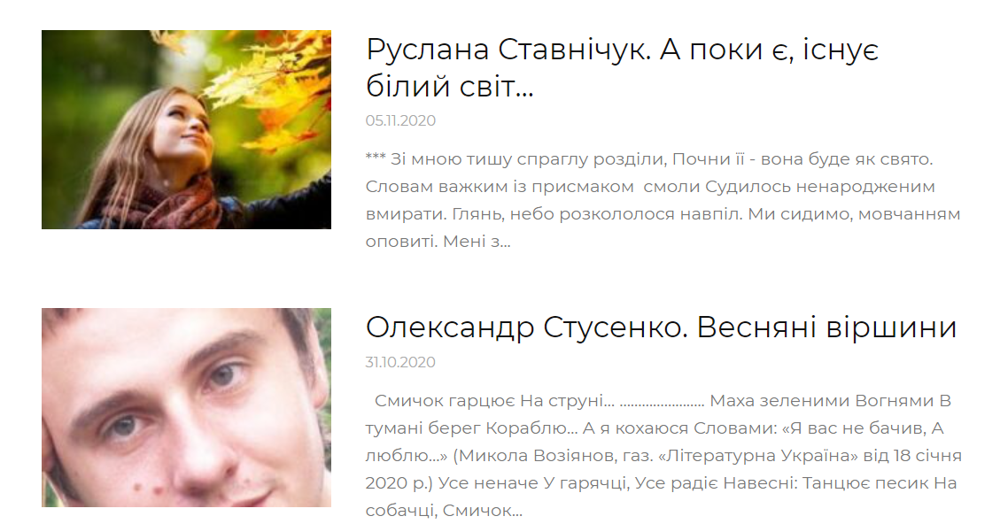 Руслана Ставнічук. А поки є, існує
білий світ...
05.11.2020
*** Зі мною тишу спраглу розділи, Почни її - вона буде як свято.
Словам важким із присмаком  смоли Судилось ненародженим
вмирати. Глянь, небо розкололося навпіл. Ми сидимо, мовчанням
оповиті. Мені з...
Олександр Стусенко. Весняні віршини
31.10.2020
Смичок гарцює На струні... ....................... Маха зеленими Вогнями В
тумані берег Кораблю... А я кохаюся Словами: «Я вас не бачив, А
люблю...» (Микола Возіянов, газ. «Літературна Україна» від 18 січня
2020 р.) Усе неначе У гарячці, Усе радіє Навесні: Танцює песик На
собачці, Смичок...